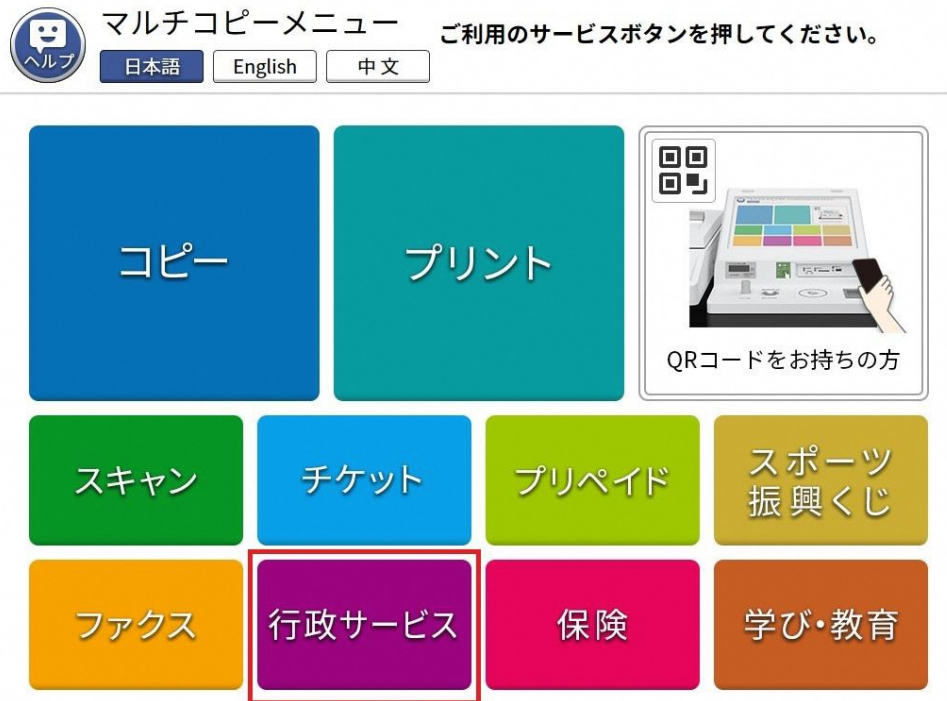 マルチコピーメニュー
ご利用のサービスボタンを押してください。
ヘルプ
日本語
English
中文
コピー
プリント
QRコードをお持ちの方
スキャン
チケット
プリペイド
スポーツ
振興くじ
ファクス
行政サービス
保険
学び・教育